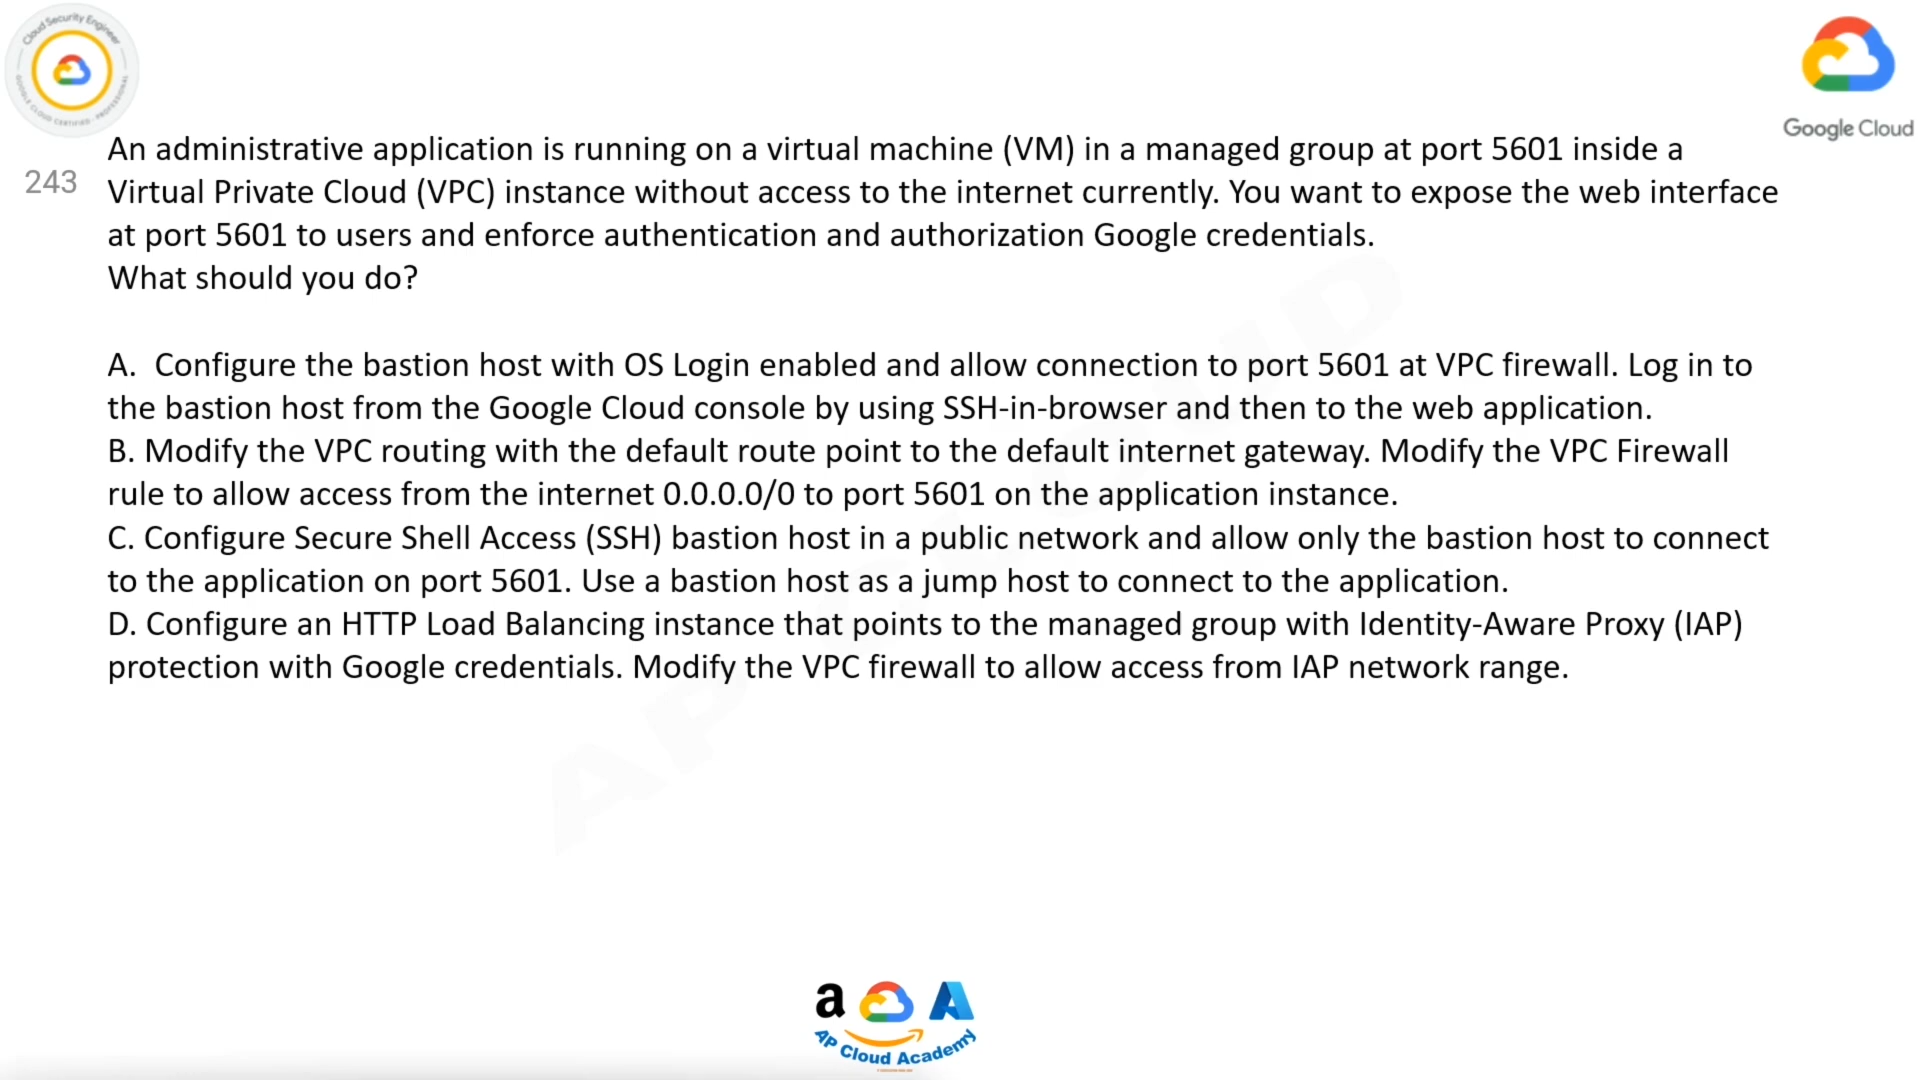 Cloud Security Engineer
GOOGLE CLOUD CERTIFIED · PROFESSIONAL
Google Cloud
243
An administrative application is running on a virtual machine (VM) in a managed group at port 5601 inside a
Virtual Private Cloud (VPC) instance without access to the internet currently. You want to expose the web interface
at port 5601 to users and enforce authentication and authorization Google credentials.
What should you do?
A. Configure the bastion host with OS Login enabled and allow connection to port 5601 at VPC firewall. Log in to
the bastion host from the Google Cloud console by using SSH-in-browser and then to the web application.
B. Modify the VPC routing with the default route point to the default internet gateway. Modify the VPC Firewall
rule to allow access from the internet 0.0.0.0/0 to port 5601 on the application instance.
C. Configure Secure Shell Access (SSH) bastion host in a public network and allow only the bastion host to connect
to the application on port 5601. Use a bastion host as a jump host to connect to the application.
D. Configure an HTTP Load Balancing instance that points to the managed group with Identity-Aware Proxy (IAP)
protection with Google credentials. Modify the VPC firewall to allow access from IAP network range.
a
AP Cloud Academy